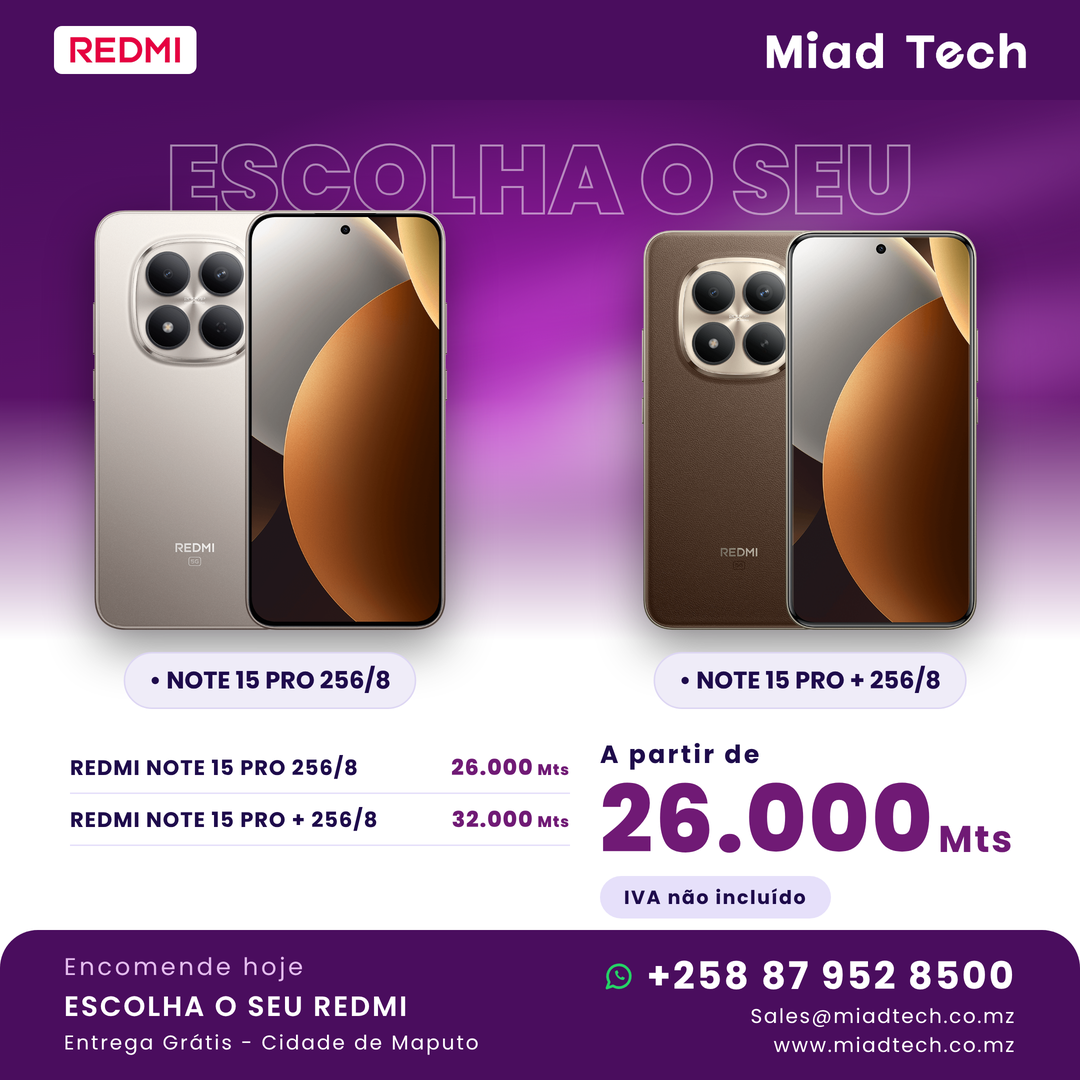 REDMI
Miad Tech
ESCOLHA O SEU
REDMI
5G
REDMI
• NOTE 15 PRO 256/8
• NOTE 15 PRO + 256/8
REDMI NOTE 15 PRO 256/8 26.000 Mts
REDMI NOTE 15 PRO + 256/8 32.000 Mts
A partir de
26.000 Mts
IVA não incluído
Encomende hoje
ESCOLHA O SEU REDMI
Entrega Grátis - Cidade de Maputo
+258 87 952 8500
Sales@miadtech.co.mz
www.miadtech.co.mz